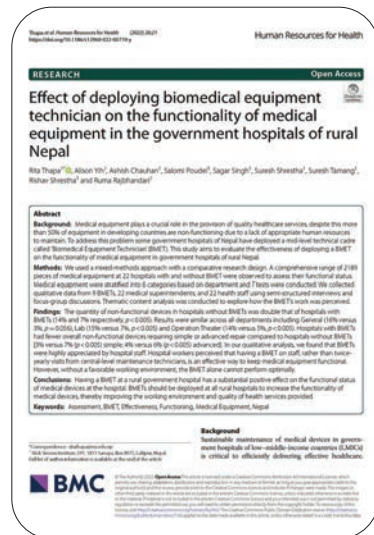 Thapa et al. Human Resources for Health (2022) 20:21
Human Resources for Health
RESEARCH
Open Access
Effect of deploying biomedical equipment
technician on the functionality of medical
equipment in the government hospitals of rural
Nepal
Rita Thapa, Alison Yih, Ashish Chauhan, Salomi Poudel, Sagar Singh, Suresh Shrestha, Suresh Tamang,
Rishav Shrestha and Ruma Rajbhandari
Abstract
Background: Medical equipment plays a crucial role in the provision of quality healthcare services, despite this more
than 50% of equipment in developing countries are non-functioning due to a lack of appropriate human resources
to maintain. To address this problem some government hospitals of Nepal have deployed a mid-level technical cadre
called 'Biomedical Equipment Technician' (BMET). This study aims to evaluate the effectiveness of deploying a BMET
on the functionality of medical equipment in government hospitals of rural Nepal.
Methods: We used a mixed-methods approach with a comparative research design. A comprehensive range of 2189
pieces of medical equipment at 22 hospitals with and without BMET were observed to assess their functional status.
Medical equipment were stratified into 6 categories based on department and T tests were conducted. We collected
qualitative data from 9 BMETs, 22 medical superintendents, and 22 health staff using semi-structured interviews and
focus-group discussions. Thematic content analysis was conducted to explore how the BMET's work was perceived.
Findings: The quantity of non-functional devices in hospitals without BMETs was double that of hospitals with
BMETs (14% and 7% respectively, p<0.005). Results were similar across all departments including General (16% versus
3%, p=0.056), Lab (15% versus 7%, p<0.005) and Operation Theater (14% versus 5%, p<0.005). Hospitals with BMETs
had fewer overall non-functional devices requiring simple or advanced repair compared to hospitals without BMETs
[3% versus 7% (p<0.005) simple; 4% versus 6% (p<0.005) advanced]. In our qualitative analysis, we found that BMETs
were highly appreciated by hospital staff. Hospital workers perceived that having a BMET on staff, rather than twice-
yearly visits from central-level maintenance technicians, is an effective way to keep medical equipment functional.
However, without a favorable working environment, the BMET alone cannot perform optimally.
Conclusions: Having a BMET at a rural government hospital has a substantial positive effect on the functional status
of medical devices at the hospital. BMETs should be deployed at all rural hospitals to increase the functionality of
medical devices, thereby improving the working environment and quality of health services provided.
Keywords: Assessment, BMET, Effectiveness, Functioning, Medical Equipment, Nepal
Background
Sustainable maintenance of medical devices in govern-
ment hospitals of low–middle-income countries (LMICs)
is critical to efficiently delivering effective healthcare.
BMC